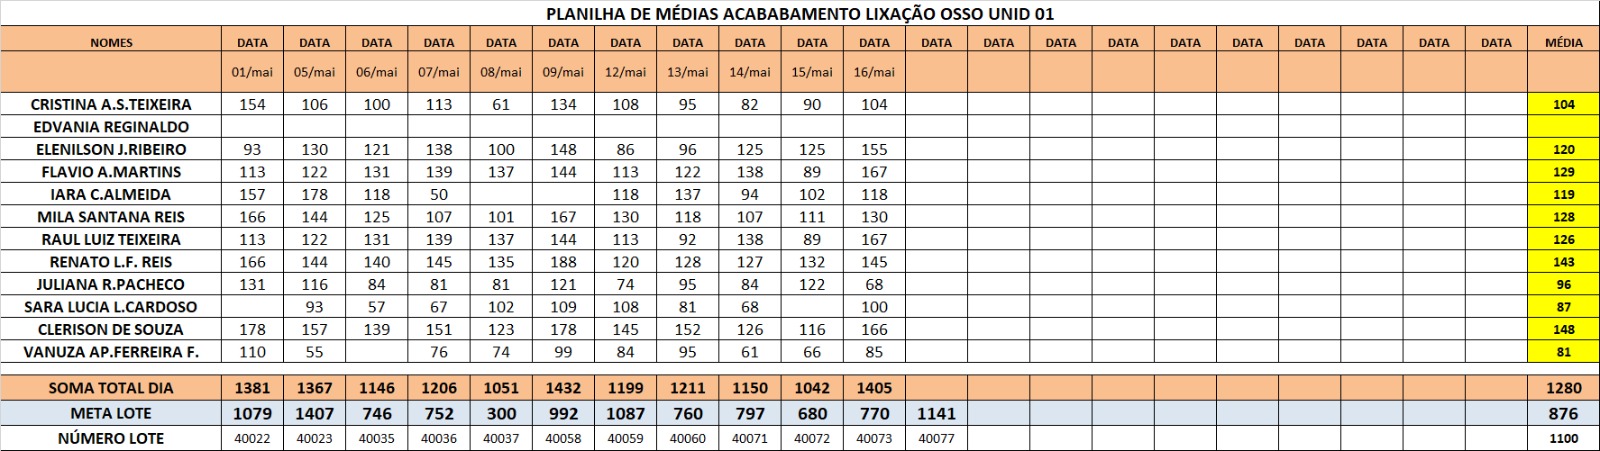 PLANILHA DE MÉDIAS ACABABAMENTO LIXAÇÃO OSSO UNID 01
NOMES DATA DATA DATA DATA DATA DATA DATA DATA DATA DATA DATA DATA DATA DATA DATA DATA DATA DATA DATA DATA DATA MÉDIA
01/mai 05/mai 06/mai 07/mai 08/mai 09/mai 12/mai 13/mai 14/mai 15/mai 16/mai
CRISTINA A.S.TEIXEIRA 154 106 100 113 61 134 108 95 82 90 104 104
EDVANIA REGINALDO
ELENILSON J.RIBEIRO 93 130 121 138 100 148 86 96 125 125 155 120
FLAVIO A.MARTINS 113 122 131 139 137 144 113 122 138 89 167 129
IARA C.ALMEIDA 157 178 118 50 118 137 94 102 118 119
MILA SANTANA REIS 166 144 125 107 101 167 130 118 107 111 130 128
RAUL LUIZ TEIXEIRA 113 122 131 139 137 144 113 92 138 89 167 126
RENATO L.F. REIS 166 144 140 145 135 188 120 128 127 132 145 143
JULIANA R.PACHECO 131 116 84 81 81 121 74 95 84 122 68 96
SARA LUCIA L.CARDOSO 93 57 67 102 109 108 81 68 100 87
CLERISON DE SOUZA 178 157 139 151 123 178 145 152 126 116 166 148
VANUZA AP.FERREIRA F. 110 55 76 74 99 84 95 61 66 85 81
SOMA TOTAL DIA 1381 1367 1146 1206 1051 1432 1199 1211 1150 1042 1405 1280
META LOTE 1079 1407 746 752 300 992 1087 760 797 680 770 1141 876
NÚMERO LOTE 40022 40023 40035 40036 40037 40058 40059 40060 40071 40072 40073 40077 1100